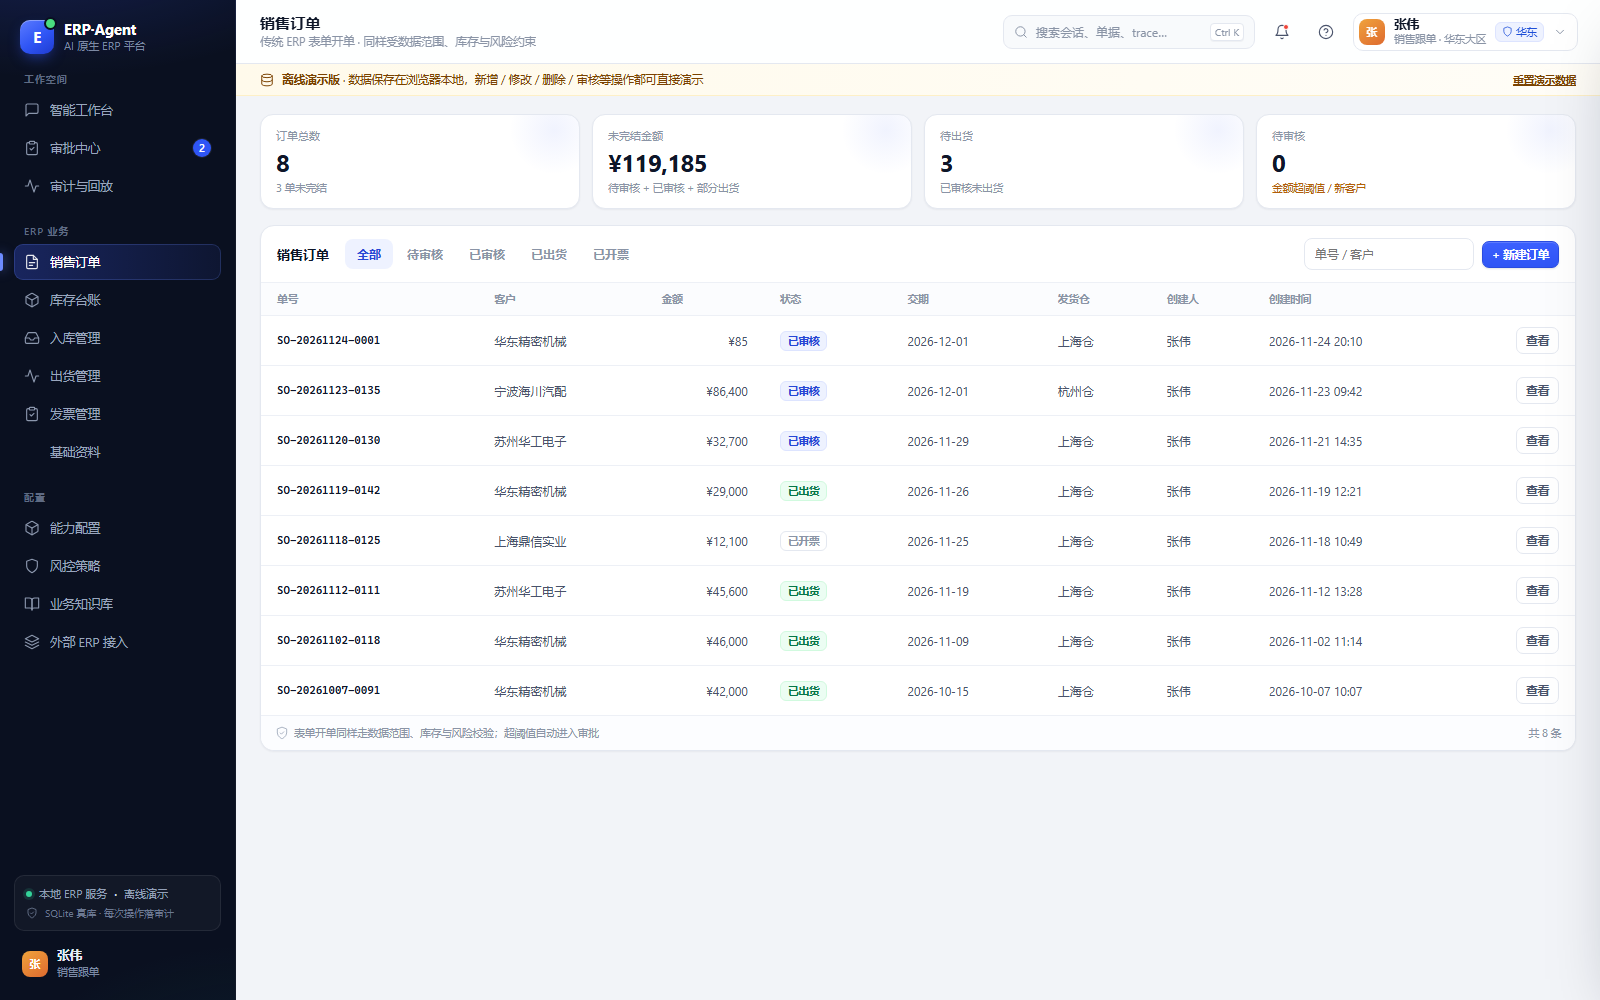 E
ERP-Agent
AI 原生 ERP 平台
工作空间
智能工作台
审批中心
2
审计与回放
ERP 业务
销售订单
库存台账
入库管理
出货管理
发票管理
基础资料
配置
能力配置
风控策略
业务知识库
外部 ERP 接入
本地 ERP 服务 · 离线演示
SQLite 真库 · 每次操作落审计
张
张伟
销售跟单
销售订单
传统 ERP 表单开单 · 同样受数据范围、库存与风险约束
搜索会话、单据、trace...
Ctrl K
张
张伟
销售跟单 · 华东大区
华东
离线演示版 · 数据保存在浏览器本地，新增 / 修改 / 删除 / 审核等操作都可直接演示
重置演示数据
订单总数
8
3 单未完结
未完结金额
¥119,185
待审核 + 已审核 + 部分出货
待出货
3
已审核未出货
待审核
0
金额超阈值 / 新客户
销售订单 全部 待审核 已审核 已出货 已开票
单号 / 客户
+ 新建订单
单号 客户 金额 状态 交期 发货仓 创建人 创建时间
SO-20261124-0001 华东精密机械 ¥85 已审核 2026-12-01 上海仓 张伟 2026-11-24 20:10 查看
SO-20261123-0135 宁波海川汽配 ¥86,400 已审核 2026-12-01 杭州仓 张伟 2026-11-23 09:42 查看
SO-20261120-0130 苏州华工电子 ¥32,700 已审核 2026-11-29 上海仓 张伟 2026-11-21 14:35 查看
SO-20261119-0142 华东精密机械 ¥29,000 已出货 2026-11-26 上海仓 张伟 2026-11-19 12:21 查看
SO-20261118-0125 上海鼎信实业 ¥12,100 已开票 2026-11-25 上海仓 张伟 2026-11-18 10:49 查看
SO-20261112-0111 苏州华工电子 ¥45,600 已出货 2026-11-19 上海仓 张伟 2026-11-12 13:28 查看
SO-20261102-0118 华东精密机械 ¥46,000 已出货 2026-11-09 上海仓 张伟 2026-11-02 11:14 查看
SO-20261007-0091 华东精密机械 ¥42,000 已出货 2026-10-15 上海仓 张伟 2026-10-07 10:07 查看
表单开单同样走数据范围、库存与风险校验；超阈值自动进入审批
共 8 条